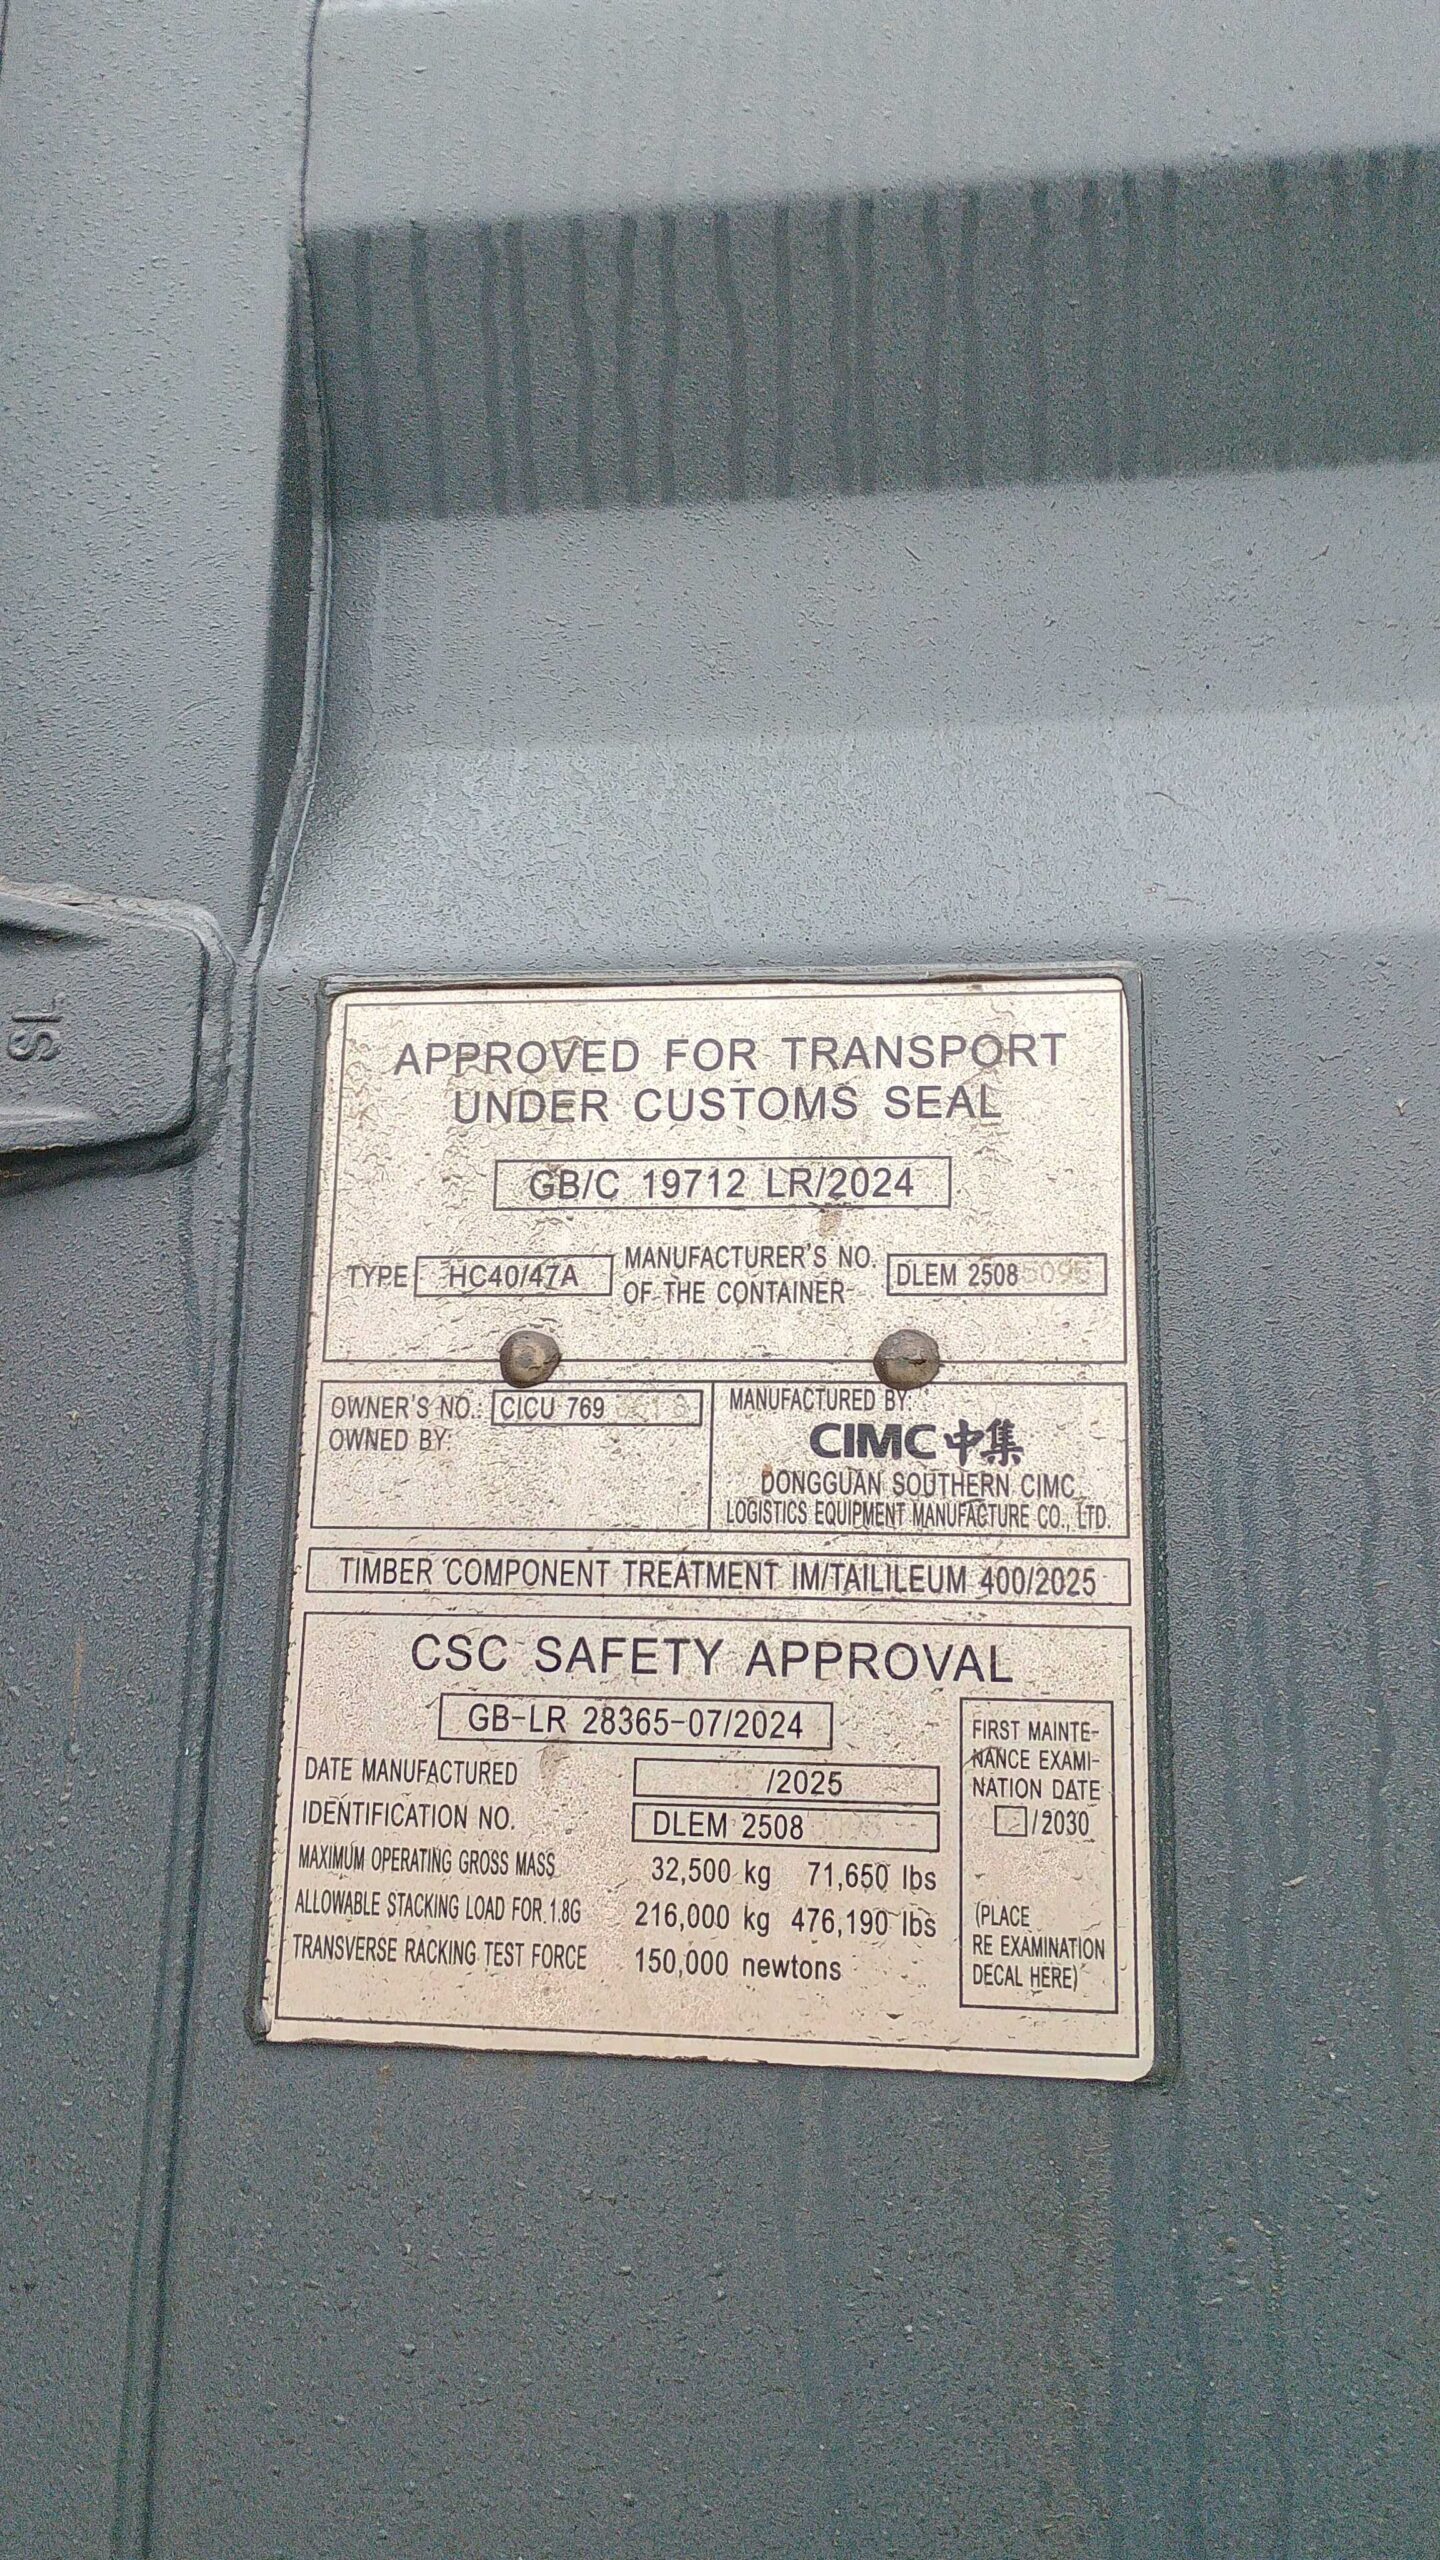 SL
APPROVED FOR TRANSPORT
UNDER CUSTOMS SEAL
GB/C 19712 LR/2024
TYPE HC40/47A MANUFACTURER'S NO. OF THE CONTAINER DLEM 2508
OWNER'S NO.: CICU 769
OWNED BY:
MANUFACTURED BY:
CIMC 中集
DONGGUAN SOUTHERN CIMC
LOGISTICS EQUIPMENT MANUFACTURE CO., LTD.
TIMBER COMPONENT TREATMENT IM/TAILILEUM 400/2025
CSC SAFETY APPROVAL
GB-LR 28365-07/2024
DATE MANUFACTURED /2025
IDENTIFICATION NO. DLEM 2508
MAXIMUM OPERATING GROSS MASS 32,500 kg 71,650 lbs
ALLOWABLE STACKING LOAD FOR 1.8G 216,000 kg 476,190 lbs
TRANSVERSE RACKING TEST FORCE 150,000 newtons
FIRST MAINTE-
NANCE EXAMI-
NATION DATE
/2030
(PLACE
RE EXAMINATION
DECAL HERE)